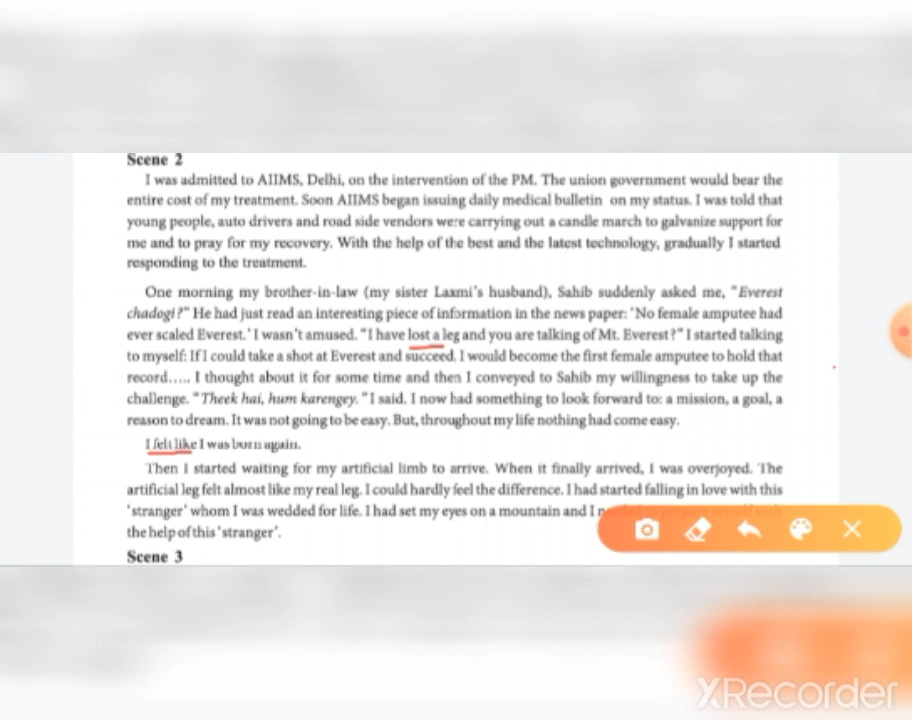 Scene 2
I was admitted to AIIMS, Delhi, on the intervention of the PM. The union government would bear the
entire cost of my treatment. Soon AIIMS began issuing daily medical bulletin on my status. I was told that
young people, auto drivers and road side vendors were carrying out a candle march to galvanize support for
me and to pray for my recovery. With the help of the best and the latest technology, gradually I started
responding to the treatment.
One morning my brother-in-law (my sister Laxmi's husband), Sahib suddenly asked me, "Everest
chadogi?" He had just read an interesting piece of information in the news paper: 'No female amputee had
ever scaled Everest.' I wasn't amused. "I have lost a leg and you are talking of Mt. Everest?" I started talking
to myself: If I could take a shot at Everest and succeed, I would become the first female amputee to hold that
record..... I thought about it for some time and then I conveyed to Sahib my willingness to take up the
challenge. "Theek hai, hum karengey." I said. I now had something to look forward to: a mission, a goal, a
reason to dream. It was not going to be easy. But, throughout my life nothing had come easy.
I felt like I was born again.
Then I started waiting for my artificial limb to arrive. When it finally arrived, I was overjoyed. The
artificial leg felt almost like my real leg. I could hardly feel the difference. I had started falling in love with this
'stranger' whom I was wedded for life. I had set my eyes on a mountain and I
the help of this 'stranger'.
Scene 3
XRecorder